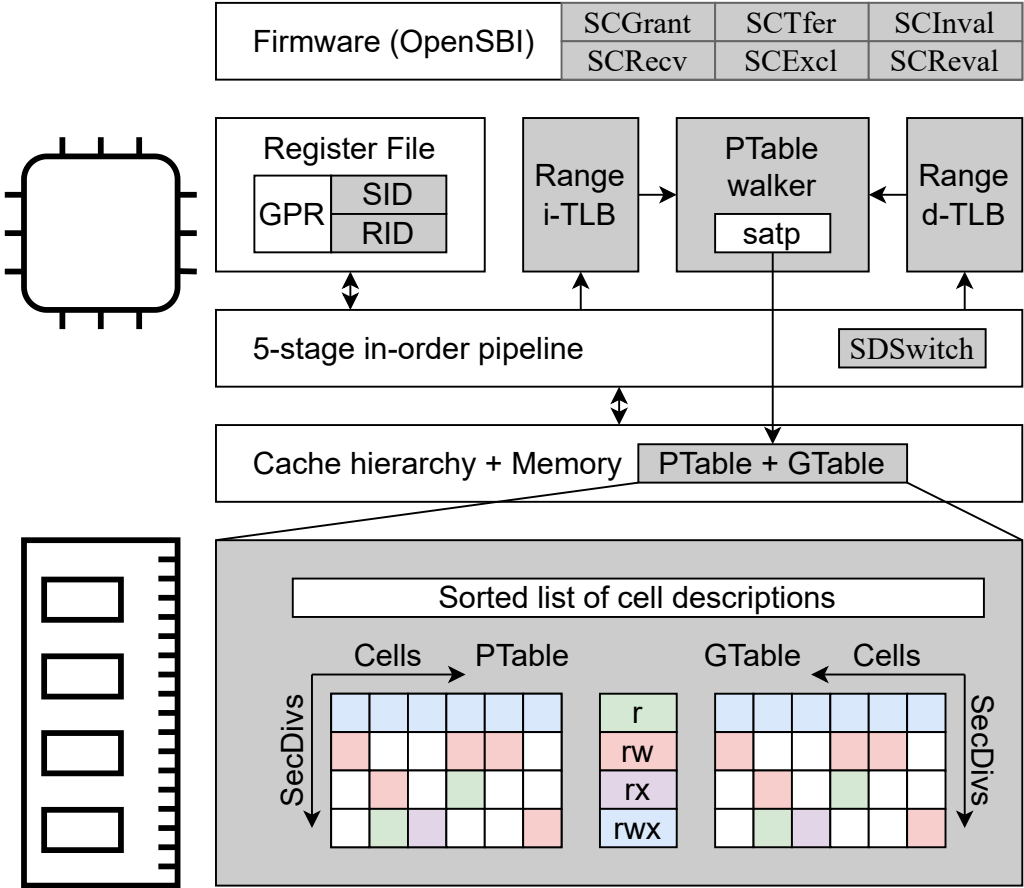 Firmware (OpenSBI)
SCGrant
SCTfer
SCInval
SCRecv
SCExcl
SCReval
Register File
GPR
SID
RID
Range
i-TLB
PTable
walker
satp
Range
d-TLB
5-stage in-order pipeline
SDSwitch
Cache hierarchy + Memory
PTable + GTable
Sorted list of cell descriptions
Cells
PTable
GTable
Cells
SecDivs
r
rw
rx
rwx
SecDivs